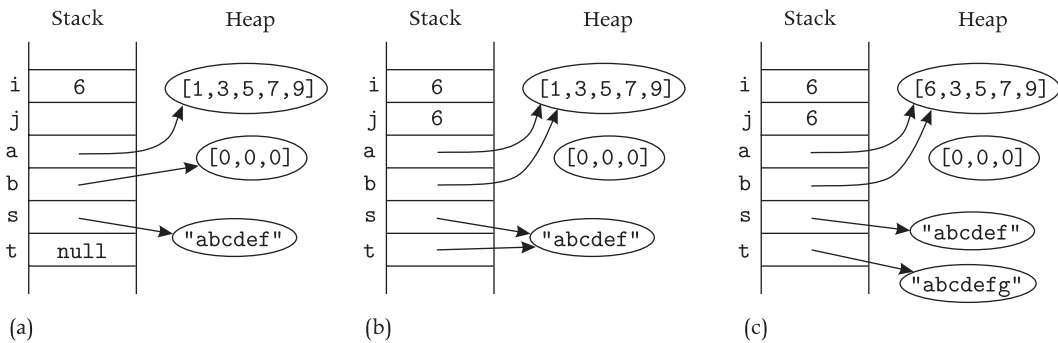 Stack Heap Stack Heap Stack Heap
i 6 [1,3,5,7,9] i 6 [1,3,5,7,9] i 6 [6,3,5,7,9]
j j 6 j 6
a [0,0,0] a [0,0,0] a [0,0,0]
b b b
s "abcdef" s "abcdef" s "abcdef"
t null t t
"abcdefg"
(a) (b) (c)